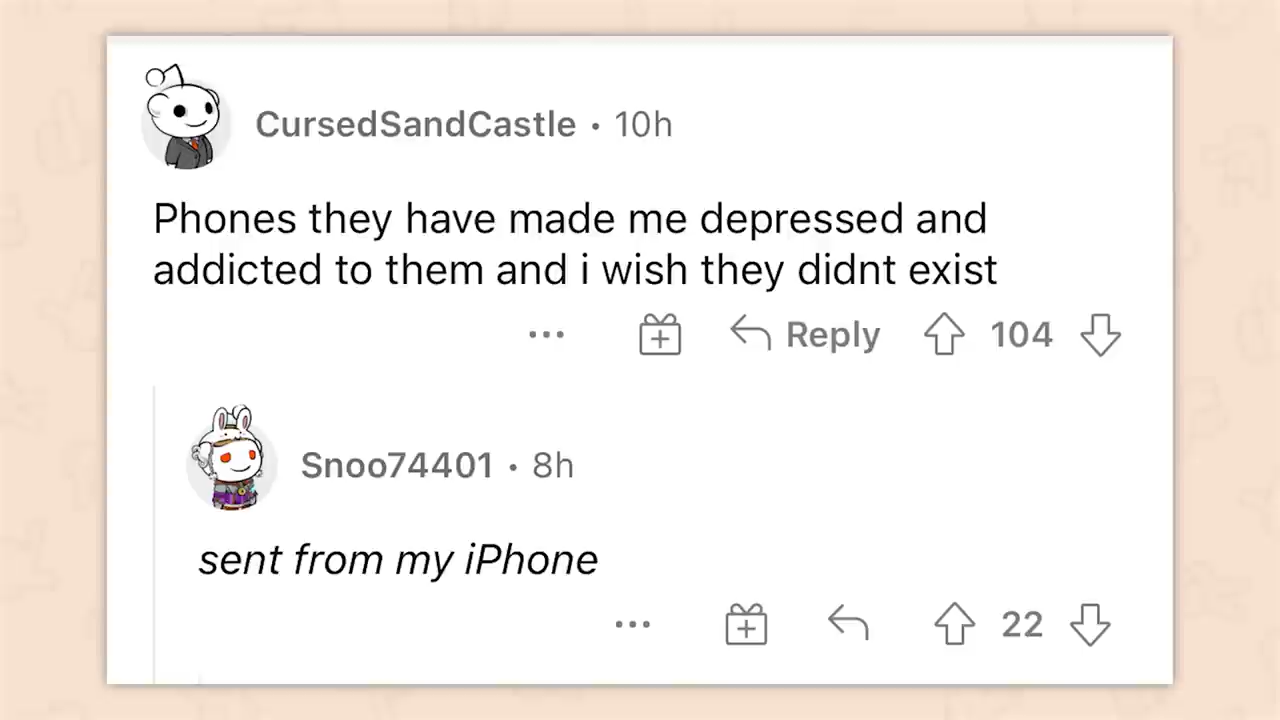 CursedSandCastle • 10h
Phones they have made me depressed and
addicted to them and i wish they didnt exist
Reply 104
Snoo74401 • 8h
sent from my iPhone
22